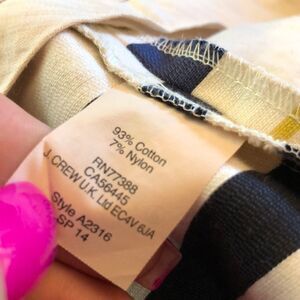 93% Cotton
7% Nylon
RN77388
CA56445
J. CREW U.K. Ltd EC4V 6JA
Style A2316
SP 14